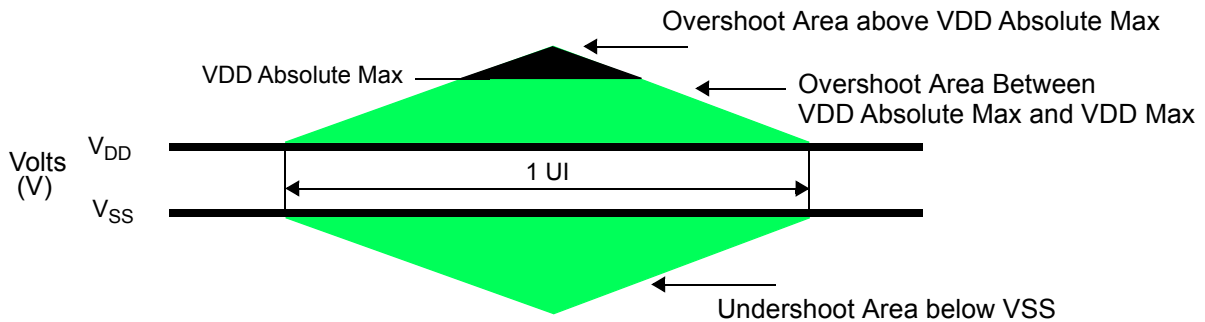 Overshoot Area above VDD Absolute Max
VDD Absolute Max
Overshoot Area Between
VDD Absolute Max and VDD Max
Volts
(V)
VDD
1 UI
VSS
Undershoot Area below VSS